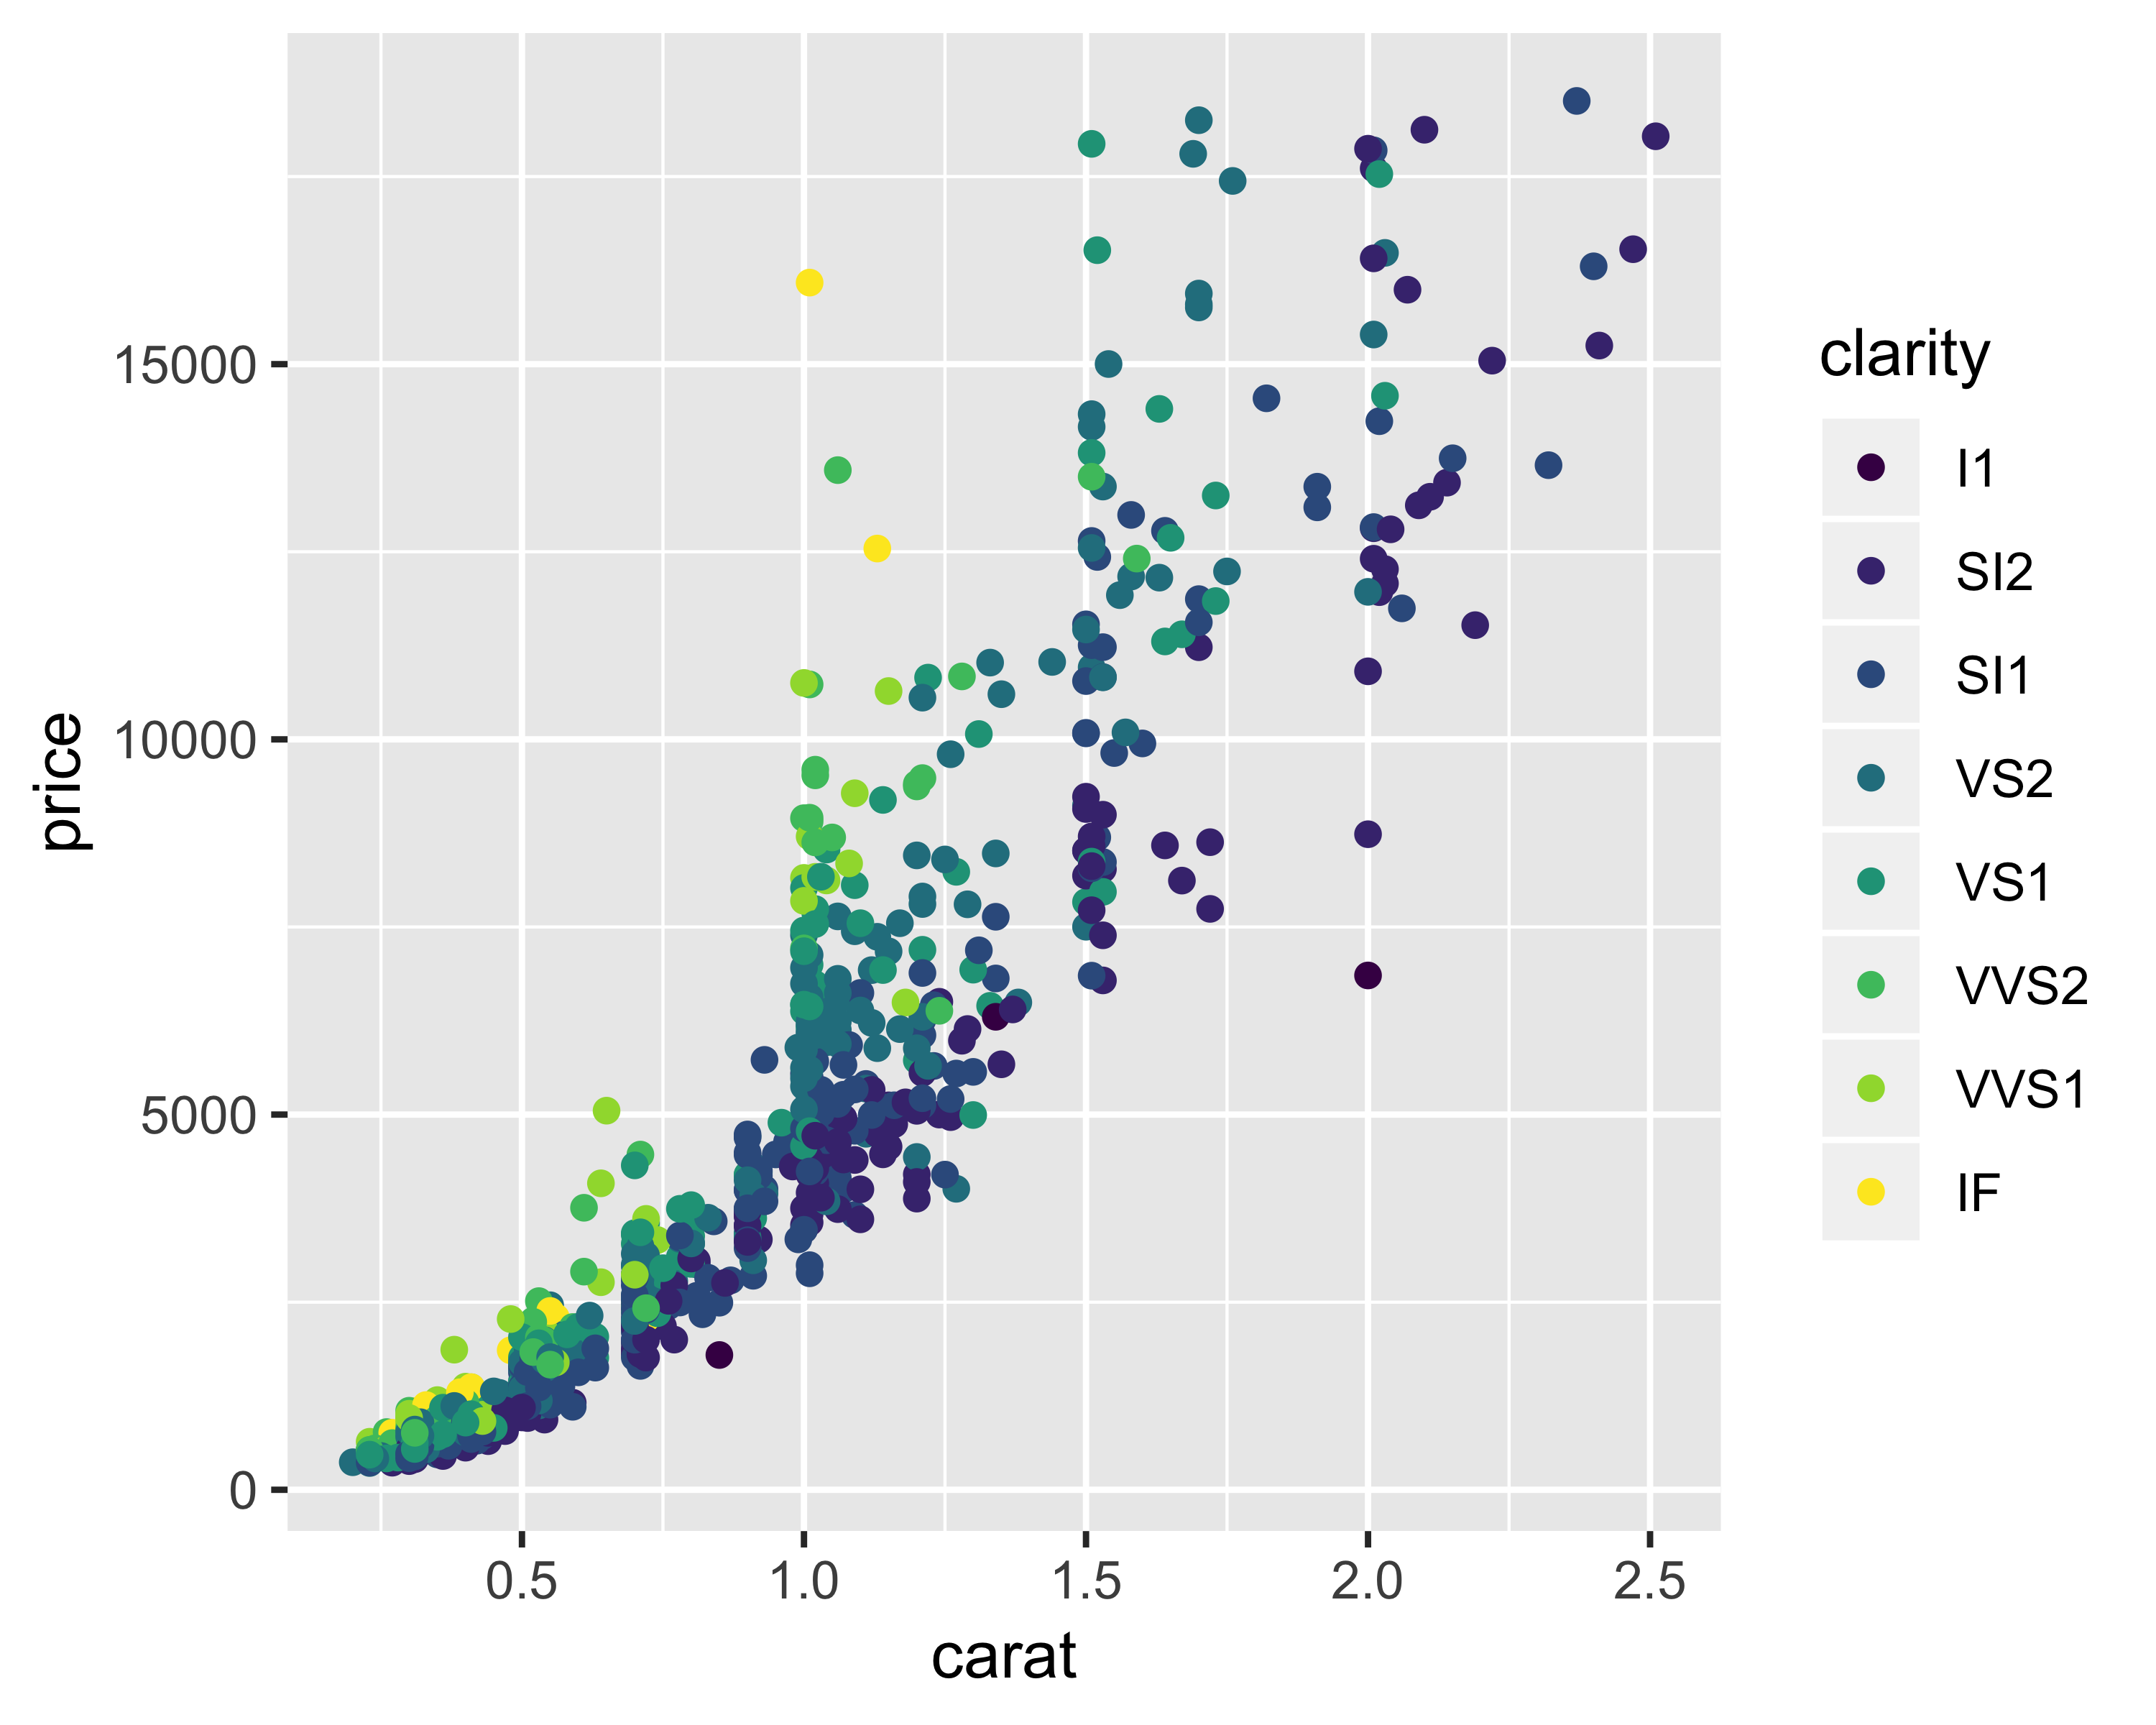 price
15000
10000
5000
0
0.5 1.0 1.5 2.0 2.5
carat
clarity
I1
SI2
SI1
VS2
VS1
VVS2
VVS1
IF